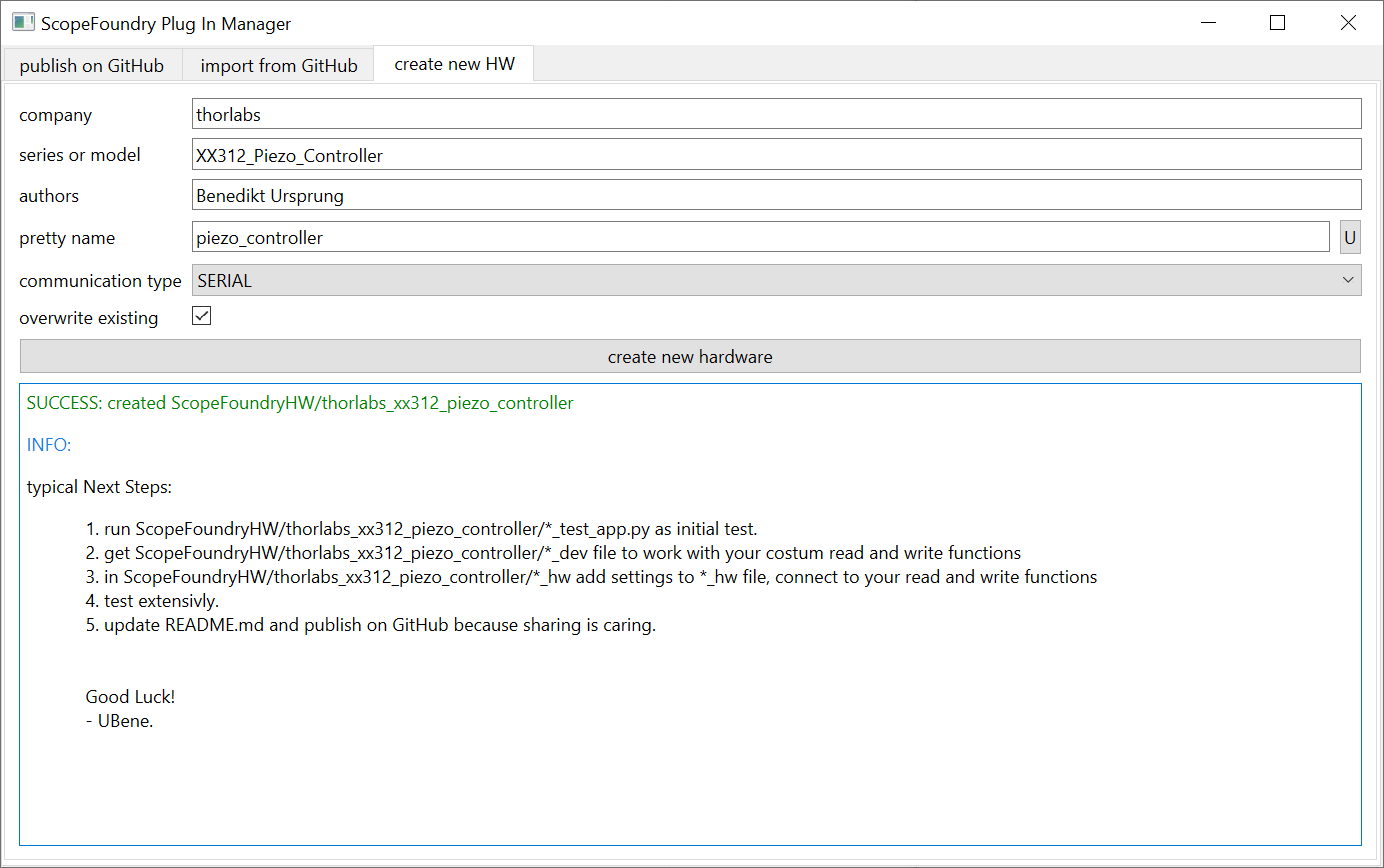 ScopeFoundry Plug In Manager
publish on GitHub import from GitHub create new HW
company thorlabs
series or model XX312_Piezo_Controller
authors Benedikt Ursprung
pretty name piezo_controller U
communication type SERIAL
overwrite existing
create new hardware
SUCCESS: created ScopeFoundryHW/thorlabs_xx312_piezo_controller
INFO:
typical Next Steps:
1. run ScopeFoundryHW/thorlabs_xx312_piezo_controller/*_test_app.py as initial test.
2. get ScopeFoundryHW/thorlabs_xx312_piezo_controller/*_dev file to work with your costum read and write functions
3. in ScopeFoundryHW/thorlabs_xx312_piezo_controller/*_hw add settings to *_hw file, connect to your read and write functions
4. test extensivly.
5. update README.md and publish on GitHub because sharing is caring.
Good Luck!
- UBene.